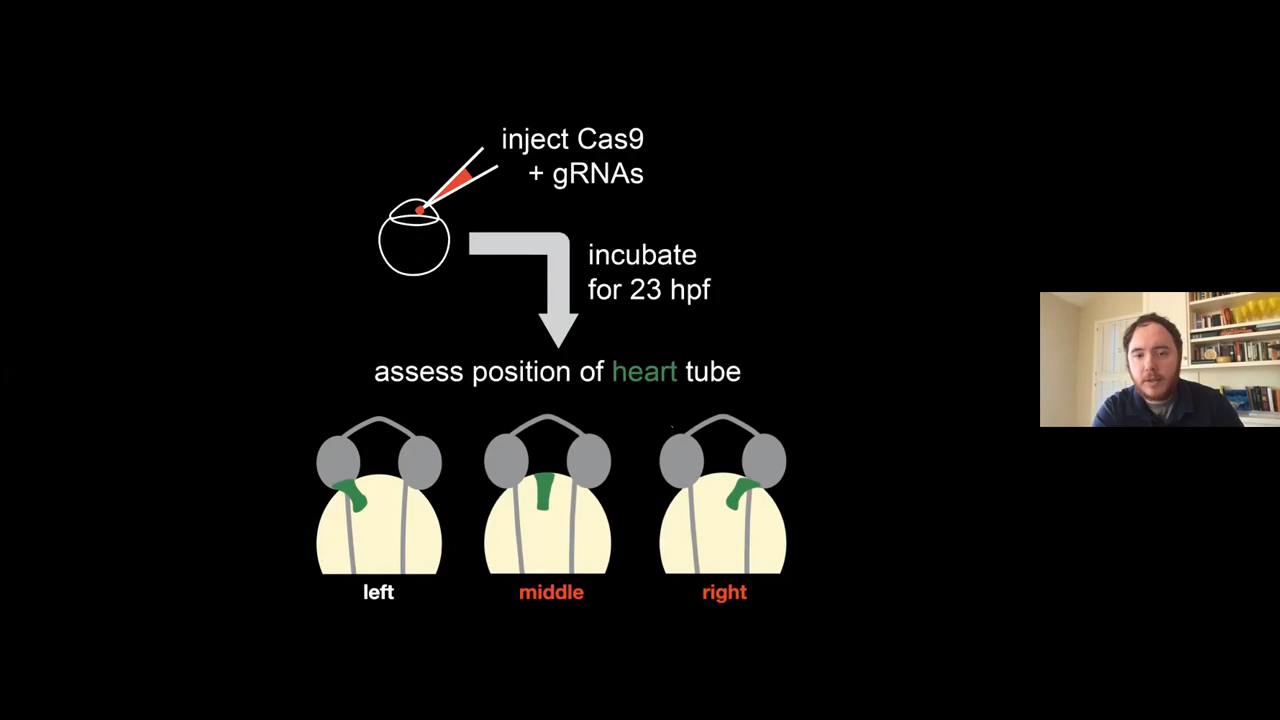 inject Cas9
+ gRNAs
incubate
for 23 hpf
assess position of heart tube
left
middle
right